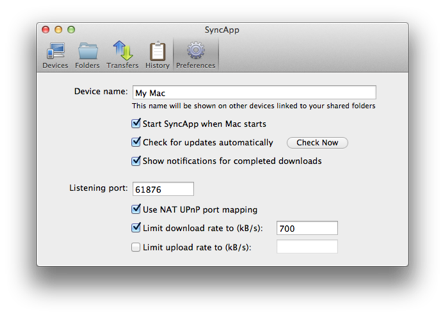 SyncApp
Devices Folders Transfers History Preferences
Device name: My Mac
This name will be shown on other devices linked to your shared folders
Start SyncApp when Mac starts
Check for updates automatically Check Now
Show notifications for completed downloads
Listening port: 61876
Use NAT UPnP port mapping
Limit download rate to (kB/s): 700
Limit upload rate to (kB/s):